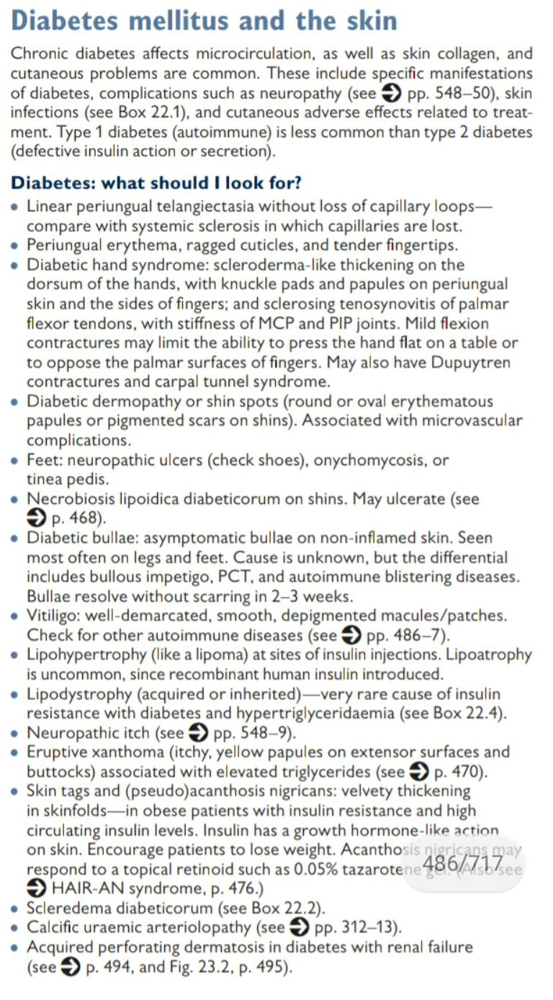 Diabetes mellitus and the skin
Chronic diabetes affects microcirculation, as well as skin collagen, and
cutaneous problems are common. These include specific manifestations
of diabetes, complications such as neuropathy (see ➔ pp. 548–50), skin
infections (see Box 22.1), and cutaneous adverse effects related to treat-
ment. Type 1 diabetes (autoimmune) is less common than type 2 diabetes
(defective insulin action or secretion).
Diabetes: what should I look for?
• Linear periungual telangiectasia without loss of capillary loops—
compare with systemic sclerosis in which capillaries are lost.
• Periungual erythema, ragged cuticles, and tender fingertips.
• Diabetic hand syndrome: scleroderma-like thickening on the
dorsum of the hands, with knuckle pads and papules on periungual
skin and the sides of fingers; and sclerosing tenosynovitis of palmar
flexor tendons, with stiffness of MCP and PIP joints. Mild flexion
contractures may limit the ability to press the hand flat on a table or
to oppose the palmar surfaces of fingers. May also have Dupuytren
contractures and carpal tunnel syndrome.
• Diabetic dermopathy or shin spots (round or oval erythematous
papules or pigmented scars on shins). Associated with microvascular
complications.
• Feet: neuropathic ulcers (check shoes), onychomycosis, or
tinea pedis.
• Necrobiosis lipoidica diabeticorum on shins. May ulcerate (see
➔ p. 468).
• Diabetic bullae: asymptomatic bullae on non-inflamed skin. Seen
most often on legs and feet. Cause is unknown, but the differential
includes bullous impetigo, PCT, and autoimmune blistering diseases.
Bullae resolve without scarring in 2–3 weeks.
• Vitiligo: well-demarcated, smooth, depigmented macules/patches.
Check for other autoimmune diseases (see ➔ pp. 486–7).
• Lipohypertrophy (like a lipoma) at sites of insulin injections. Lipoatrophy
is uncommon, since recombinant human insulin introduced.
• Lipodystrophy (acquired or inherited)—very rare cause of insulin
resistance with diabetes and hypertriglyceridaemia (see Box 22.4).
• Neuropathic itch (see ➔ pp. 548–9).
• Eruptive xanthoma (itchy, yellow papules on extensor surfaces and
buttocks) associated with elevated triglycerides (see ➔ p. 470).
• Skin tags and (pseudo)acanthosis nigricans: velvety thickening
in skinfolds—in obese patients with insulin resistance and high
circulating insulin levels. Insulin has a growth hormone-like action
on skin. Encourage patients to lose weight. Acanthosis nigricans may
respond to a topical retinoid such as 0.05% tazarotene gel. (Also see
486/717
➔ HAIR-AN syndrome, p. 476.)
• Scleredema diabeticorum (see Box 22.2).
• Calcific uraemic arteriolopathy (see ➔ pp. 312–13).
• Acquired perforating dermatosis in diabetes with renal failure
(see ➔ p. 494, and Fig. 23.2, p. 495).